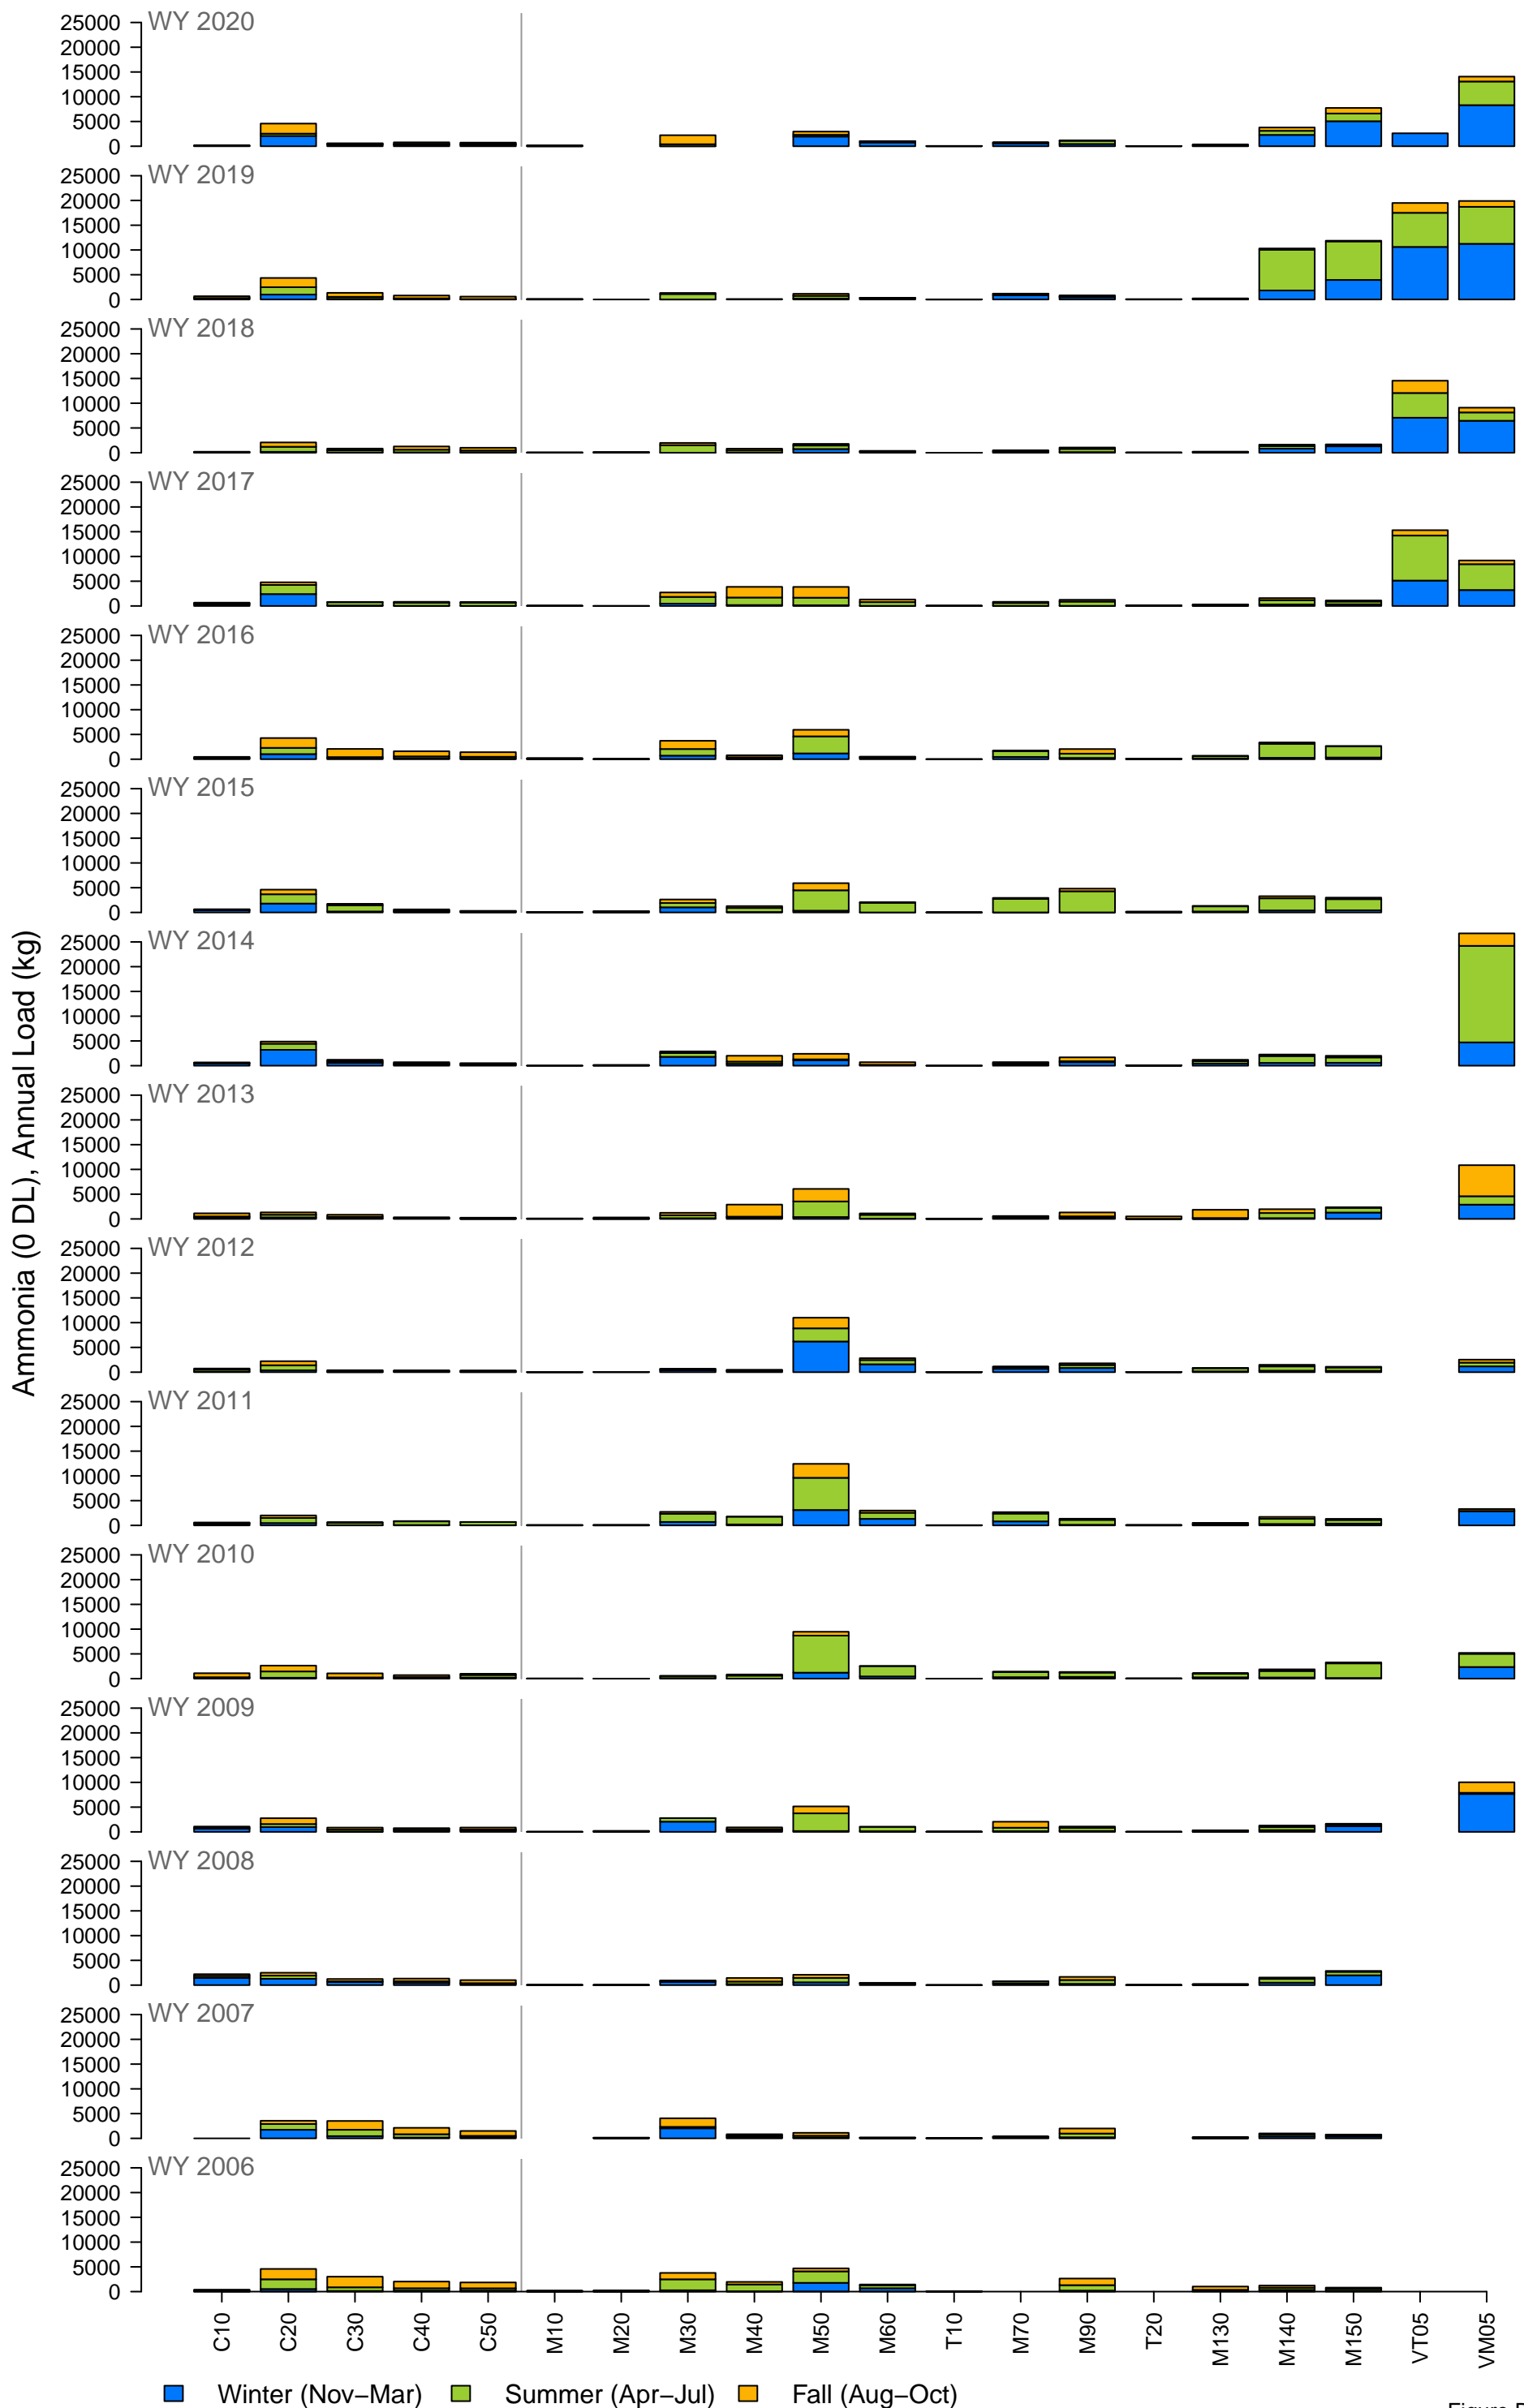 Ammonia (0 DL), Annual Load (kg)
WY 2020
25000
20000
15000
10000
5000
0
WY 2019
25000
20000
15000
10000
5000
0
WY 2018
25000
20000
15000
10000
5000
0
WY 2017
25000
20000
15000
10000
5000
0
WY 2016
25000
20000
15000
10000
5000
0
WY 2015
25000
20000
15000
10000
5000
0
WY 2014
25000
20000
15000
10000
5000
0
WY 2013
25000
20000
15000
10000
5000
0
WY 2012
25000
20000
15000
10000
5000
0
WY 2011
25000
20000
15000
10000
5000
0
WY 2010
25000
20000
15000
10000
5000
0
WY 2009
25000
20000
15000
10000
5000
0
WY 2008
25000
20000
15000
10000
5000
0
WY 2007
25000
20000
15000
10000
5000
0
WY 2006
25000
20000
15000
10000
5000
0
C10
C20
C30
C40
C50
M10
M20
M30
M40
M50
M60
T10
M70
M90
T20
M130
M140
M150
VT05
VM05
Winter (Nov−Mar)
Summer (Apr−Jul)
Fall (Aug−Oct)